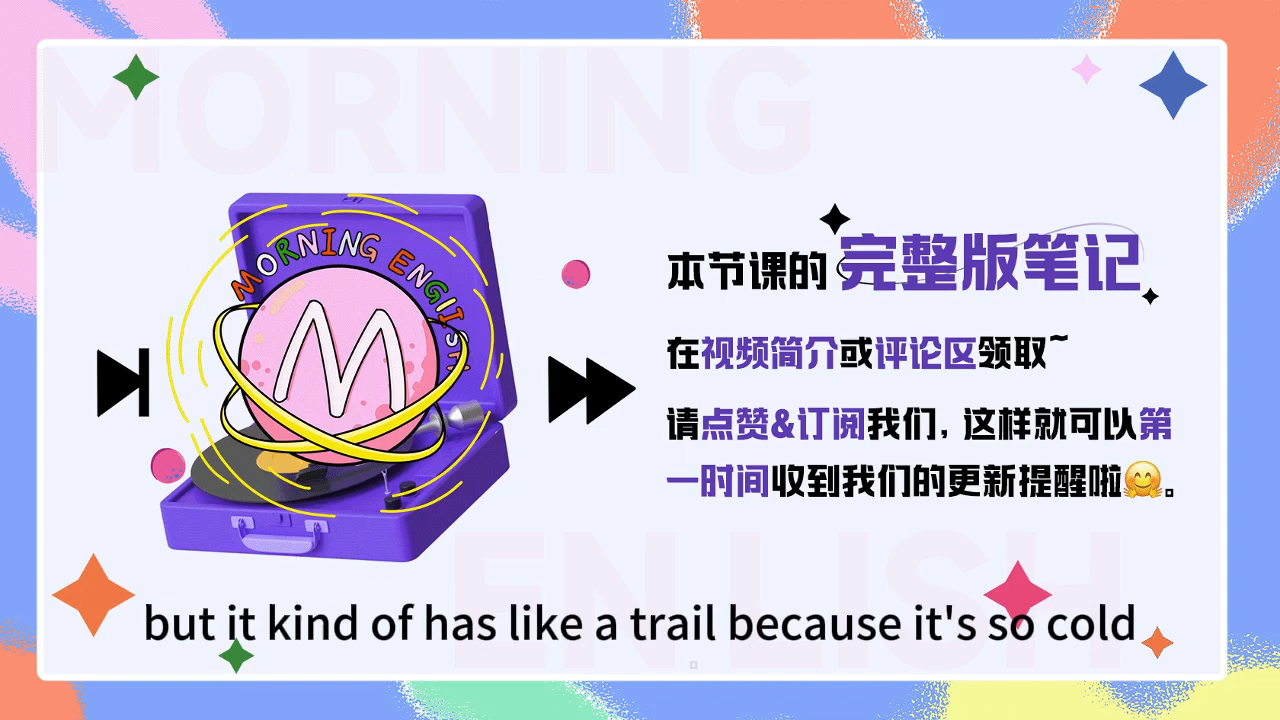 MORNING
MORNING ENGlISH
M
本节课的 完整版笔记
在视频简介或评论区领取~
请点赞&订阅我们，这样就可以第
一时间收到我们的更新提醒啦🤗。
EN LISH
but it kind of has like a trail because it's so cold